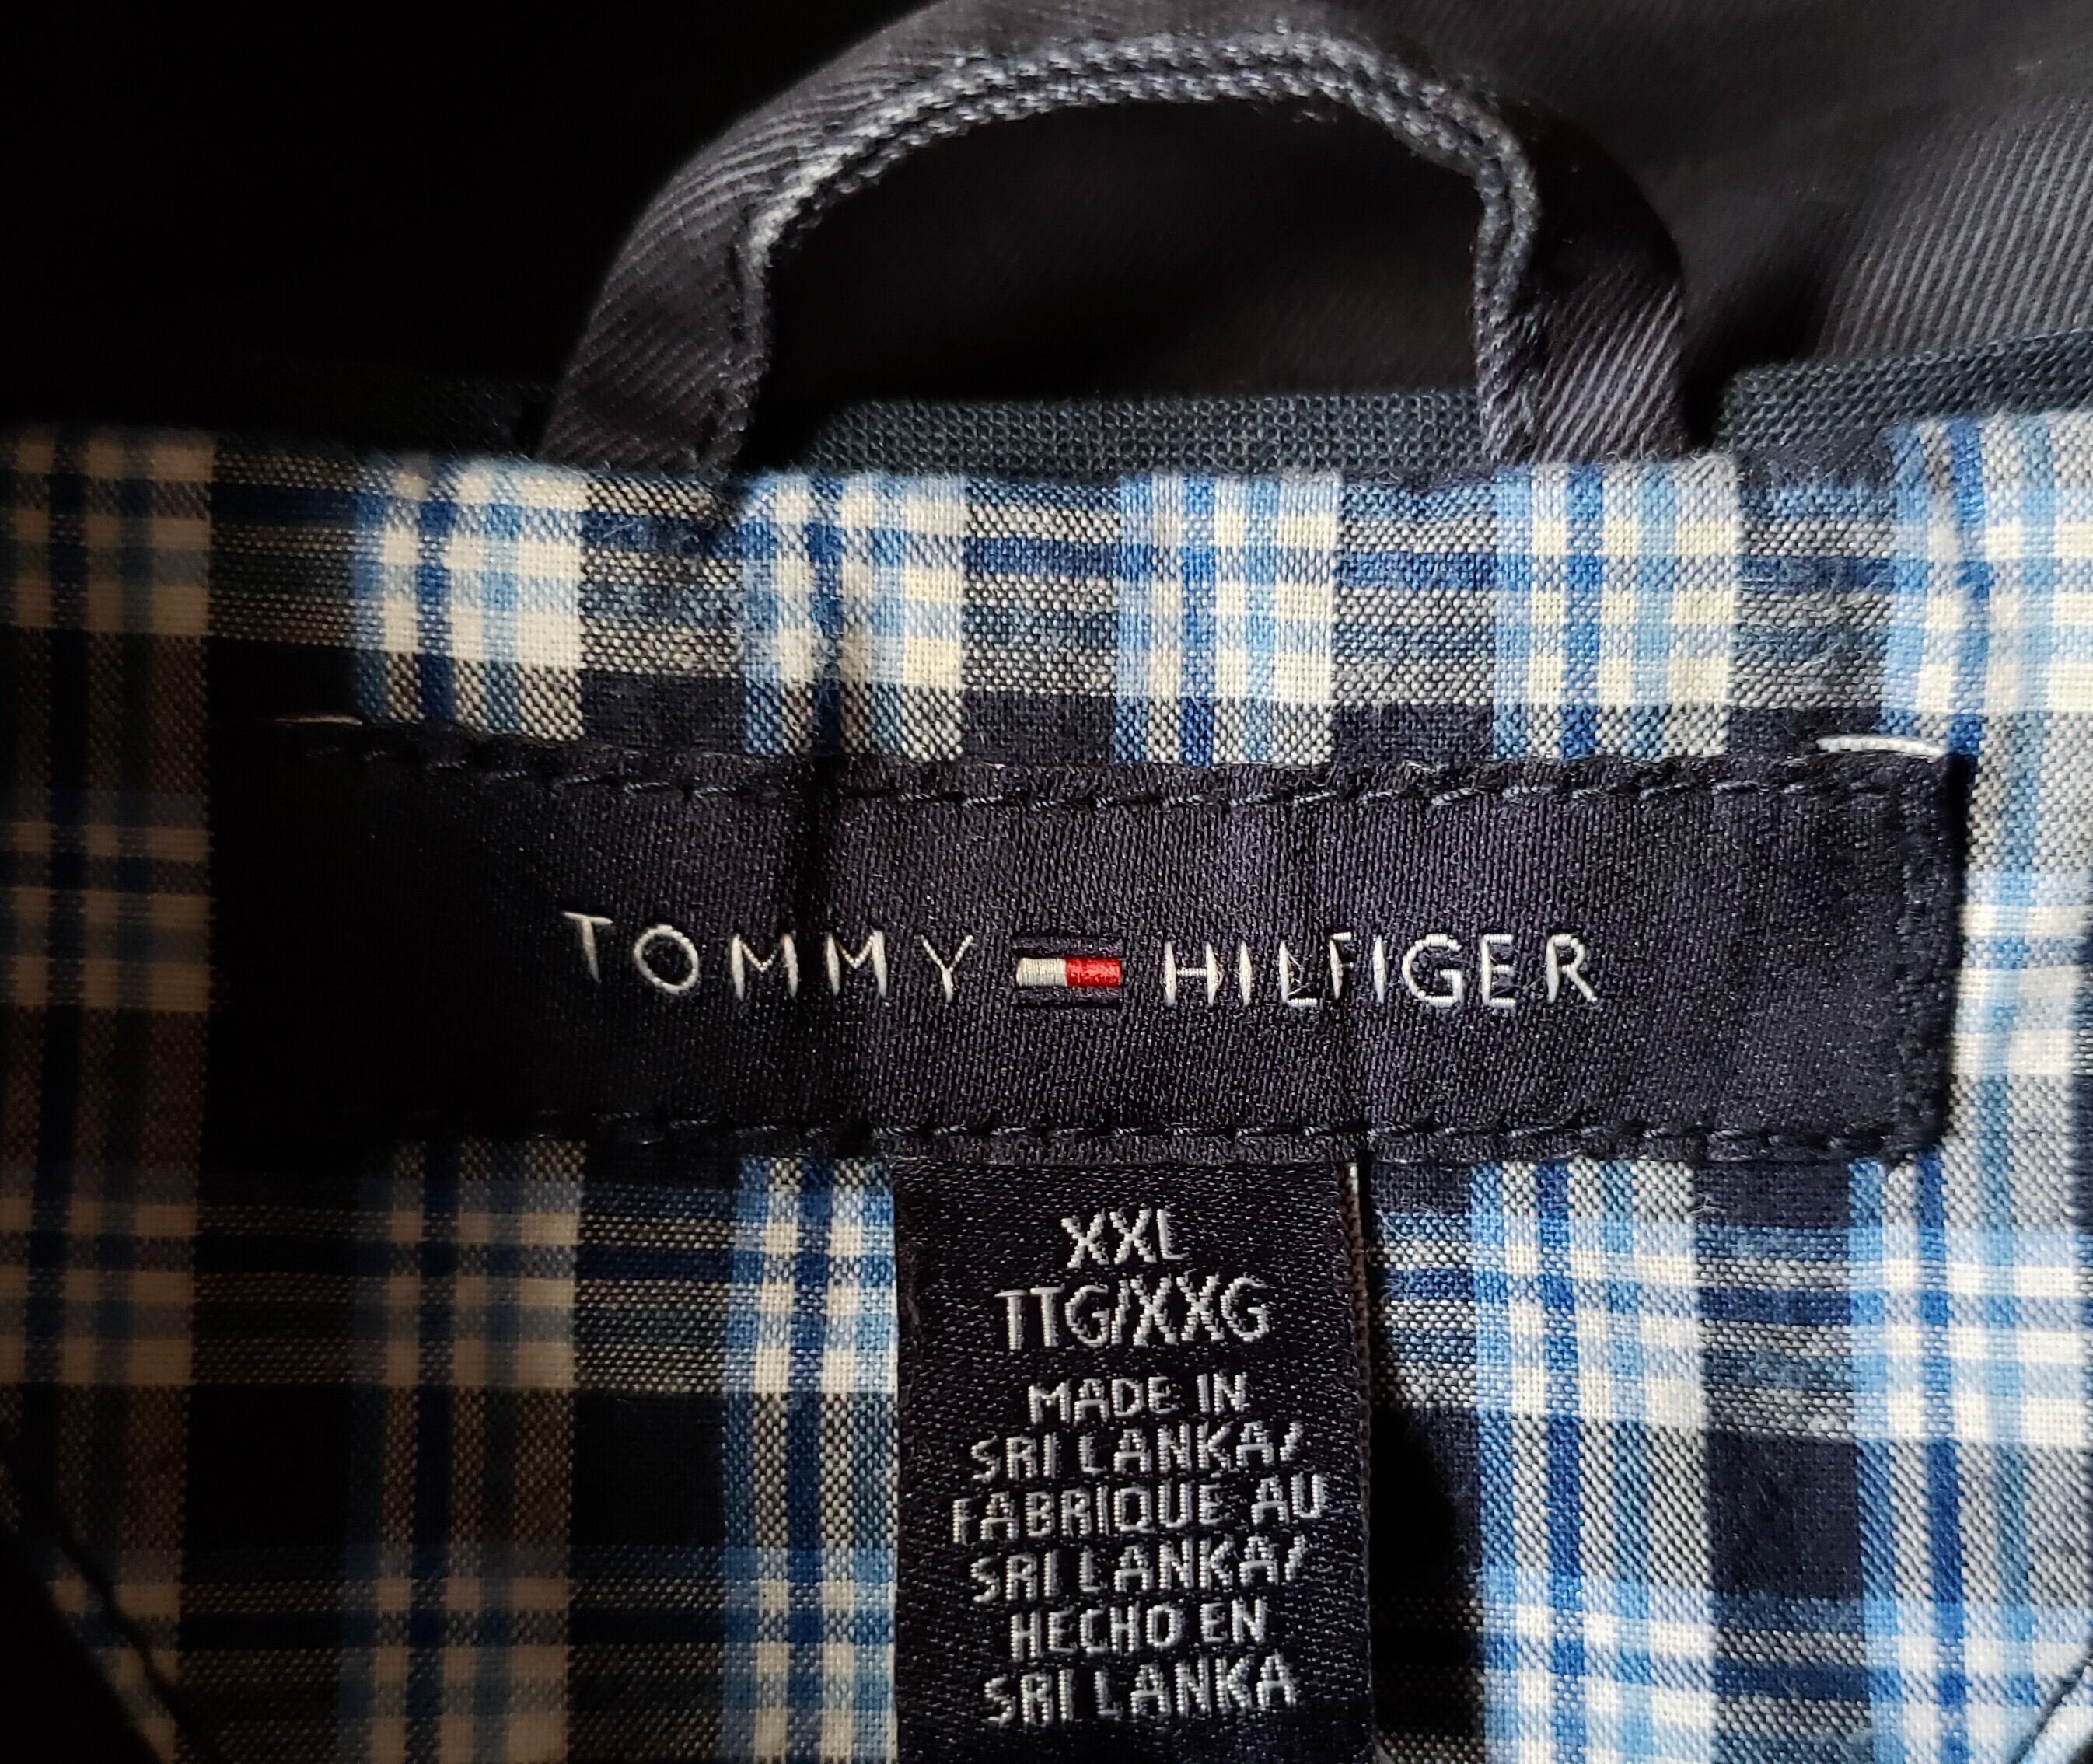 TOMMY HILFIGER
XXL
TTG/XXG
MADE IN
SRI LANKA/
FABRIQUE AU
SRI LANKA/
HECHO EN
SRI LANKA